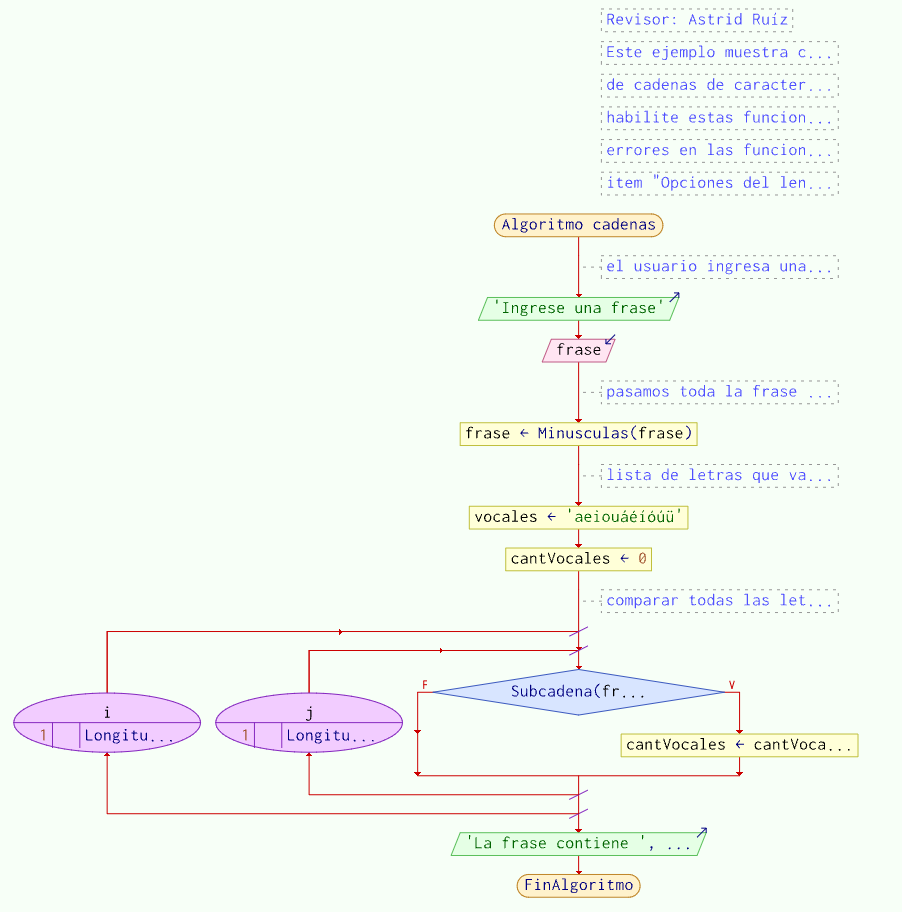 Revisor: Astrid Ruíz
Este ejemplo muestra c...
de cadenas de caracter...
habilite estas funcion...
errores en las funcion...
item "Opciones del len...
Algoritmo cadenas
el usuario ingresa una...
'Ingrese una frase'
frase
pasamos toda la frase ...
frase ← Minusculas(frase)
lista de letras que va...
vocales ← 'aeiouáéíóúü'
cantVocales ← 0
comparar todas las let...
F
Subcadena(fr...
V
i
1 Longitu...
j
1 Longitu...
cantVocales ← cantVoca...
'La frase contiene ', ...
FinAlgoritmo